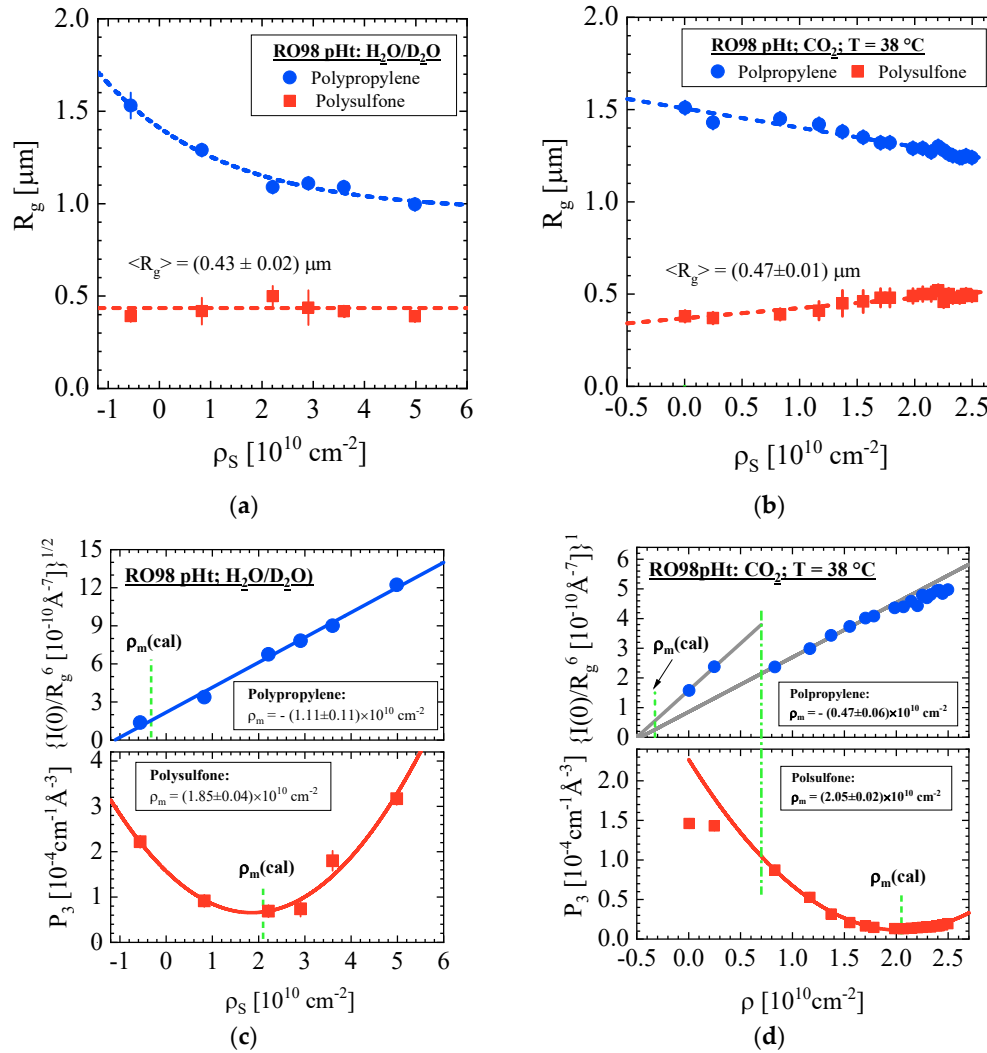 RO98 pHt: H2O/D2O
Polypropylene
Polysulfone
<Rg> = (0.43 ± 0.02) μm
Rg [μm]
2.0
1.5
1.0
0.5
0.0
-1 0 1 2 3 4 5 6
ρS [10^10 cm^-2]
(a)
RO98 pHt; CO2; T = 38 °C
Polpropylene Polysulfone
<Rg> = (0.47±0.01) μm
Rg [μm]
2.0
1.5
1.0
0.5
0.0
-0.5 0.0 0.5 1.0 1.5 2.0 2.5
ρS [10^10 cm^-2]
(b)
RO98 pHt; H2O/D2O)
ρm(cal)
Polypropylene:
ρm = - (1.11±0.11)×10^10 cm^-2
{I(0)/Rg^6 [10^-10Å^-7]}^1/2
15
12
9
6
3
0
Polysulfone:
ρm = (1.85±0.04)×10^10 cm^-2
ρm(cal)
P3 [10^-4cm^-1Å^-3]
4
3
2
1
0
-1 0 1 2 3 4 5 6
ρS [10^10 cm^-2]
(c)
RO98pHt: CO2; T = 38 °C
ρm(cal)
Polpropylene:
ρm = - (0.47±0.06)×10^10 cm^-2
{I(0)/Rg^6 [10^-10Å^-7]}^1
6
5
4
3
2
1
0
Polsulfone:
ρm = (2.05±0.02)×10^10 cm^-2
ρm(cal)
P3 [10^-4cm^-1Å^-3]
2.0
1.5
1.0
0.5
0.0
-0.5 0.0 0.5 1.0 1.5 2.0 2.5
ρ [10^10 cm^-2]
(d)